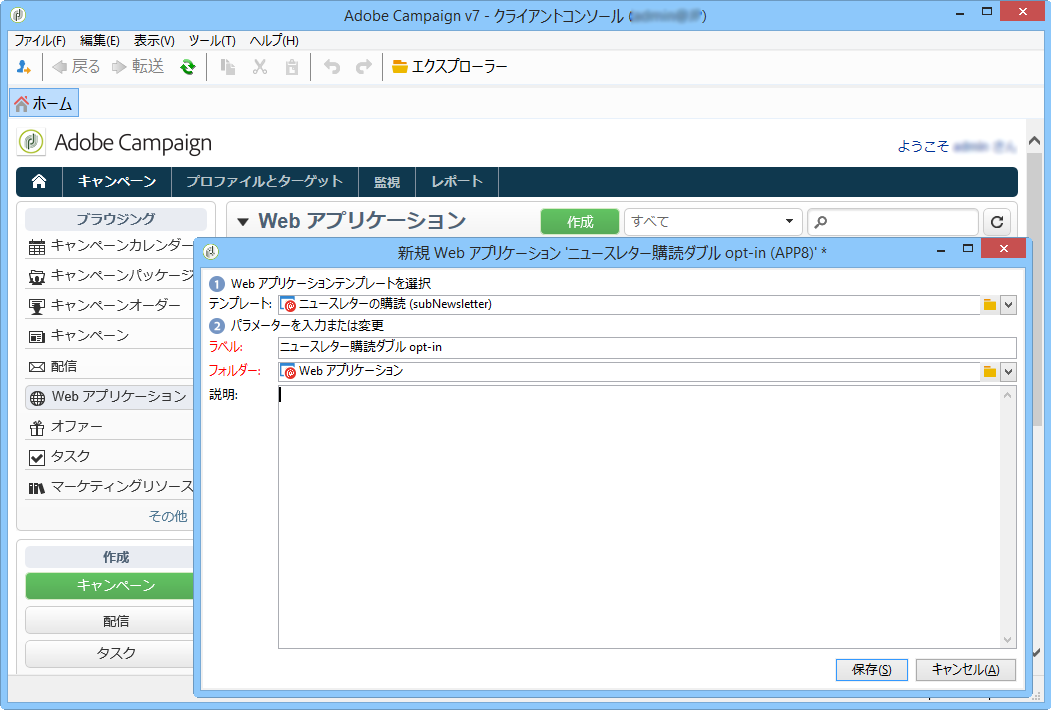 Adobe Campaign v7 - クライアントコンソール (
ファイル(F) 編集(E) 表示(V) ツール(T) ヘルプ(H)
戻る 転送 エクスプローラー
ホーム
Adobe Campaign
ようこそ
キャンペーン プロファイルとターゲット 監視 レポート
ブラウジング
Web アプリケーション 作成 すべて
キャンペーンカレンダー
キャンペーンパッケージ
キャンペーンオーダー
キャンペーン
配信
Web アプリケーション
オファー
タスク
マーケティングリソース
その他
作成
キャンペーン
配信
タスク
新規 Web アプリケーション 'ニュースレター購読ダブル opt-in (APP8)' *
1 Web アプリケーションテンプレートを選択
テンプレート: ニュースレターの購読 (subNewsletter)
2 パラメーターを入力または変更
ラベル: ニュースレター購読ダブル opt-in
フォルダー: Web アプリケーション
説明:
保存(S) キャンセル(A)